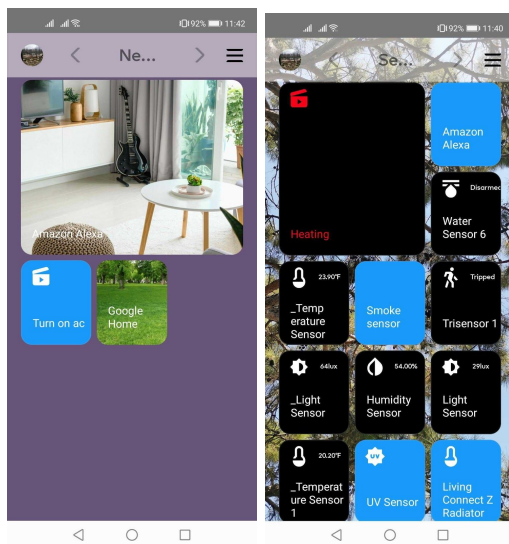 92% 11:42
Ne...
Amazon Alexa
Turn on ac
Google
Home
92% 11:40
Se...
Amazon
Alexa
Heating
Disarmed
Water
Sensor 6
23.90°F
_Temp
erature
Sensor
Smoke
sensor
Tripped
Trisensor 1
64lux
_Light
Sensor
54.00%
Humidity
Sensor
29lux
Light
Sensor
20.20°F
_Temperat
ure Sensor
1
UV
UV Sensor
Living
Connect Z
Radiator